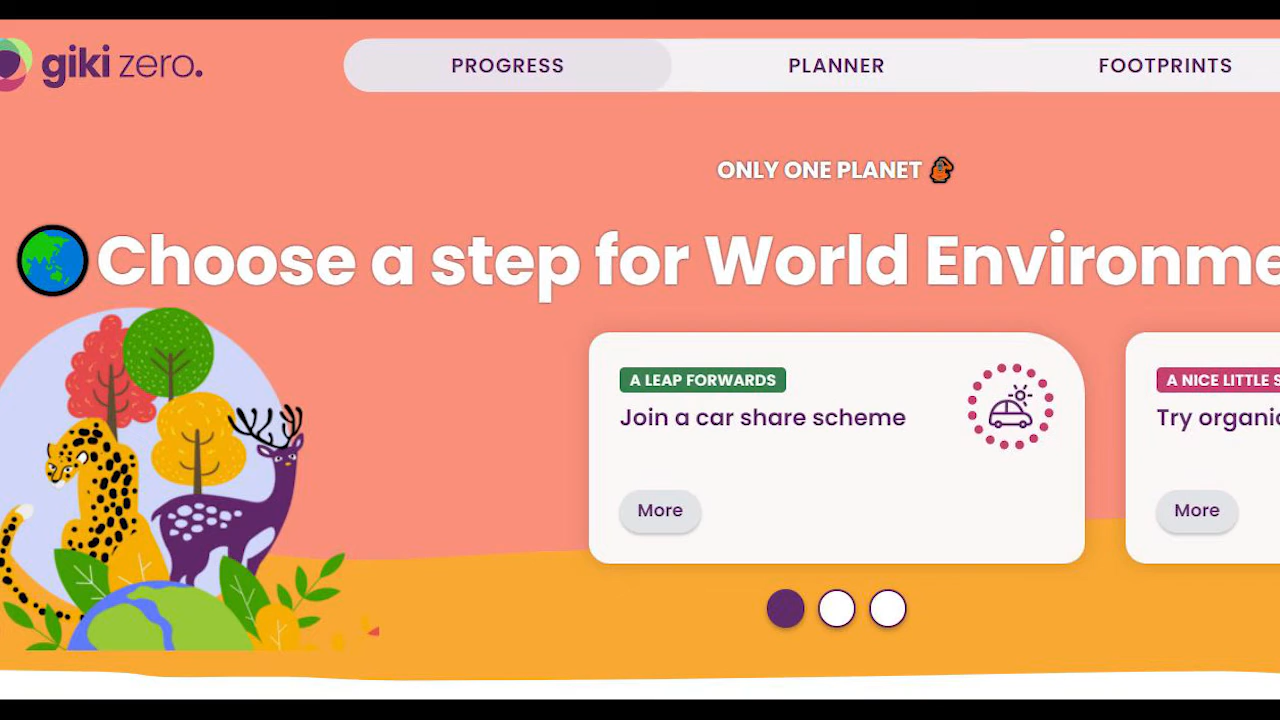 giki zero.
PROGRESS
PLANNER
FOOTPRINTS
ONLY ONE PLANET
Choose a step for World Environme
A LEAP FORWARDS
Join a car share scheme
More
A NICE LITTLE S
Try organic
More